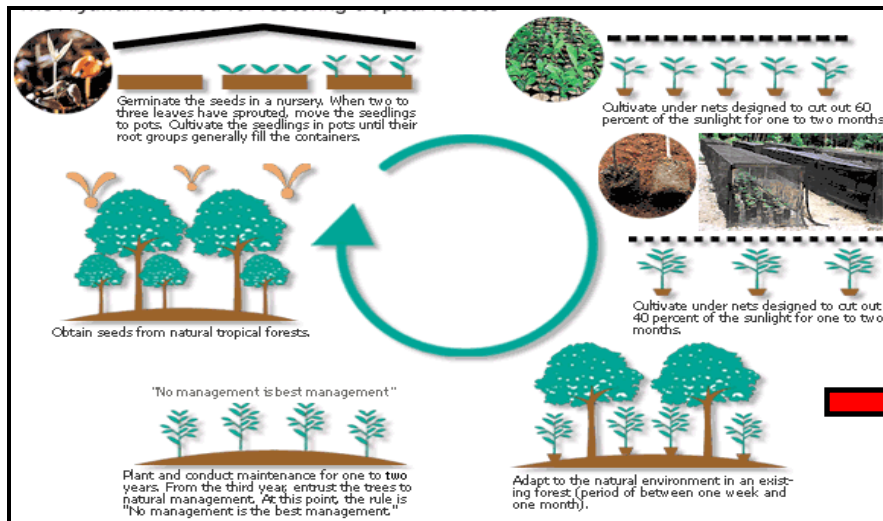 Germinate the seeds in a nursery. When two to
three leaves have sprouted, move the seedlings
to pots. Cultivate the seedlings in pots until their
root groups generally fill the containers.
Cultivate under nets designed to cut out 60
percent of the sunlight for one to two months.
Obtain seeds from natural tropical forests.
Cultivate under nets designed to cut out
40 percent of the sunlight for one to two
months.
"No management is best management"
Plant and conduct maintenance for one to two
years. From the third year, entrust the trees to
natural management. At this point, the rule is
"No management is the best management."
Adapt to the natural environment in an exist-
ing forest (period of between one week and
one month).